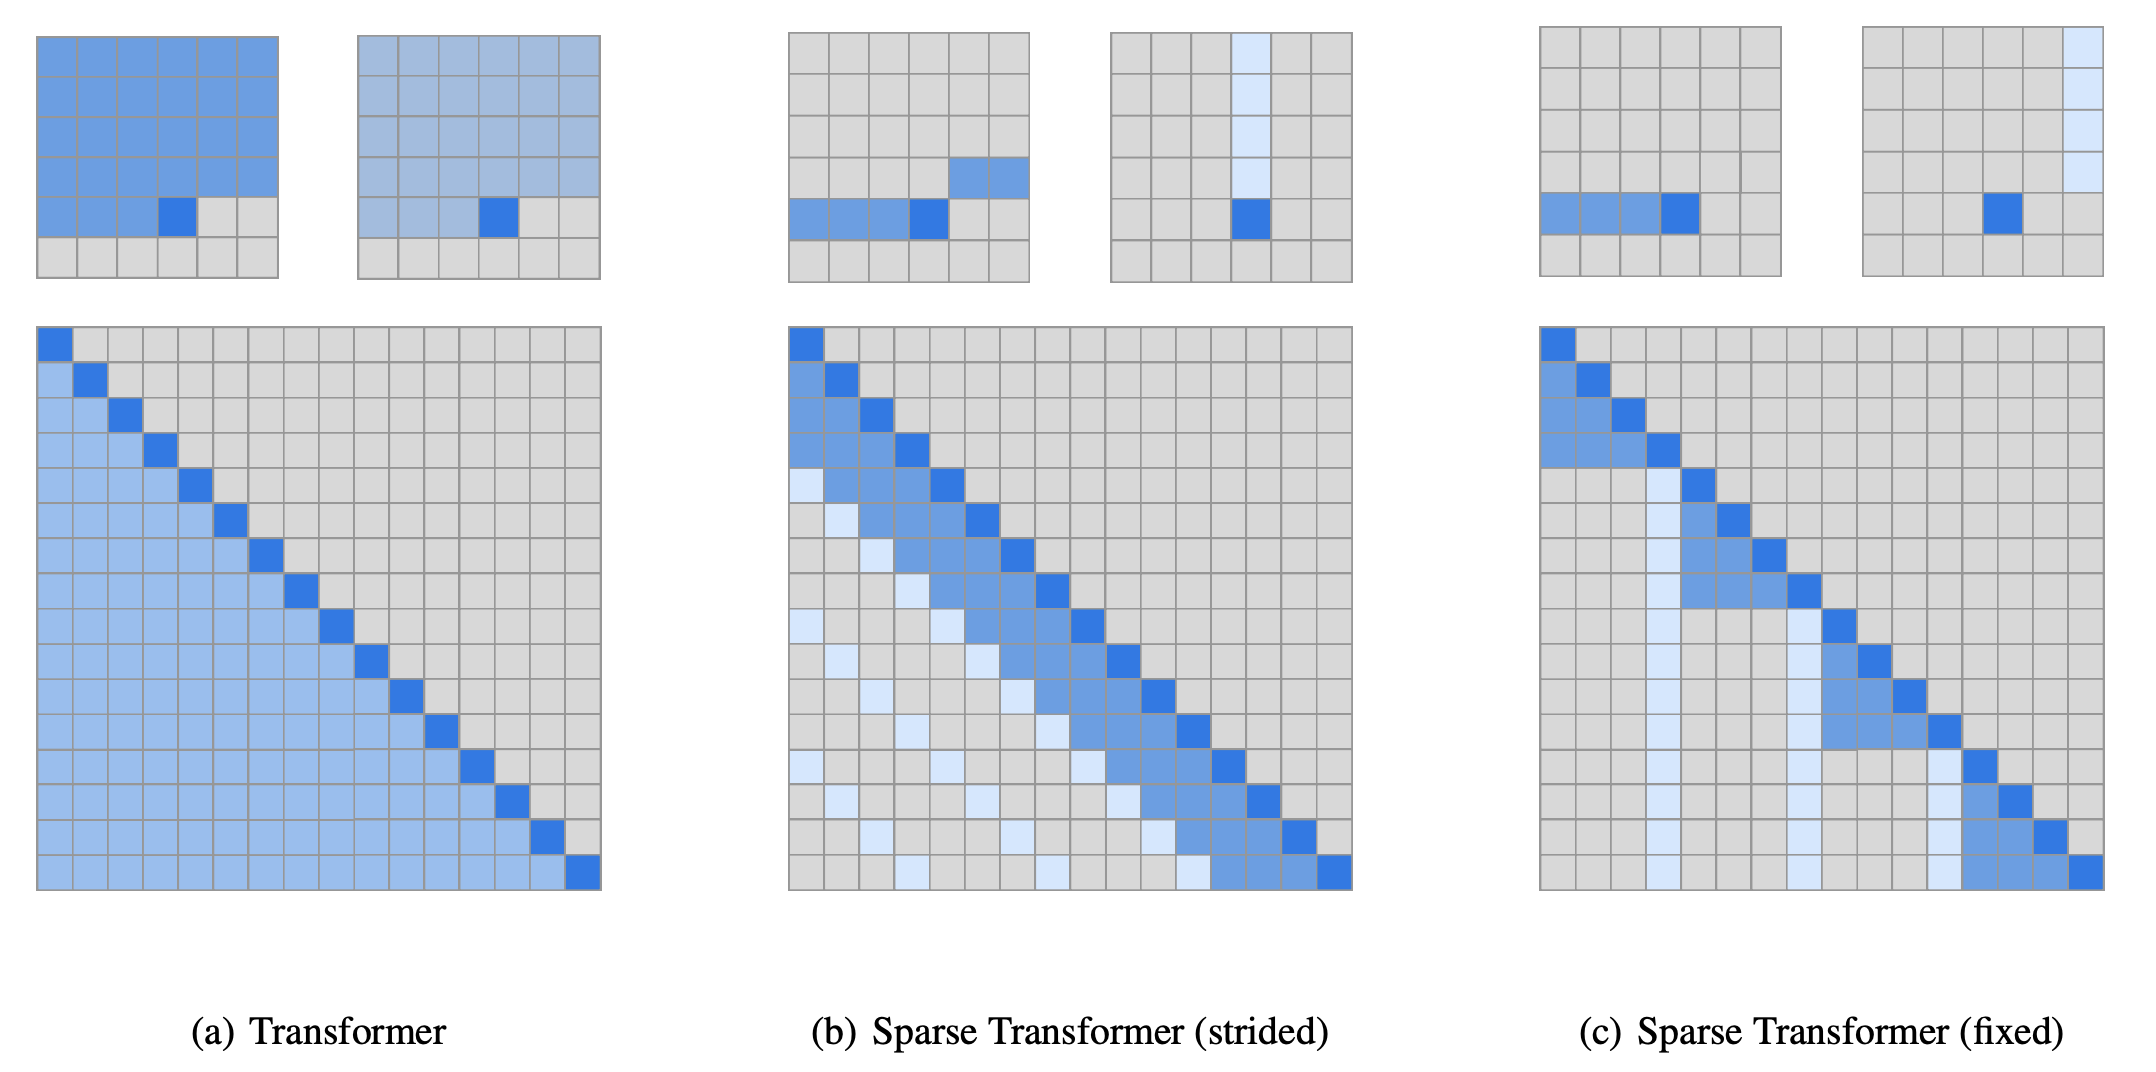 (a) Transformer
(b) Sparse Transformer (strided)
(c) Sparse Transformer (fixed)